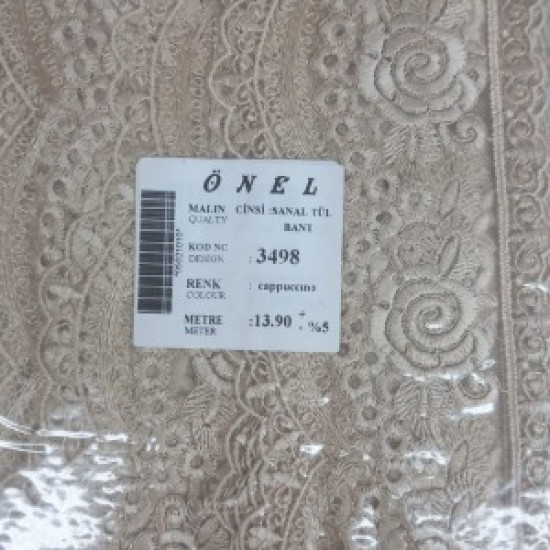 ÖNEL
MALIN CİNSİ :SANAL TÜL
QUALTY BANT
KOD NC : 3498
DESIGN
RENK : cappuccino
COLOUR
METRE :13.90 + - %5
METER